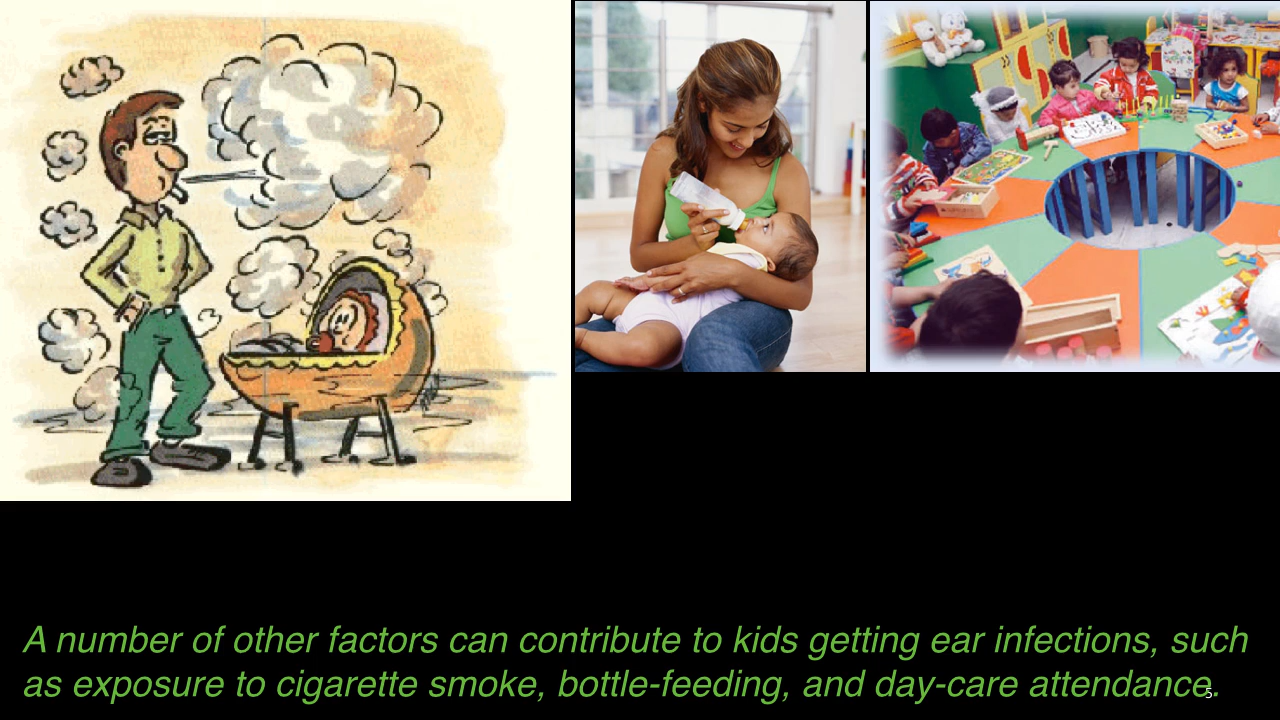 A number of other factors can contribute to kids getting ear infections, such
as exposure to cigarette smoke, bottle-feeding, and day-care attendance.
5